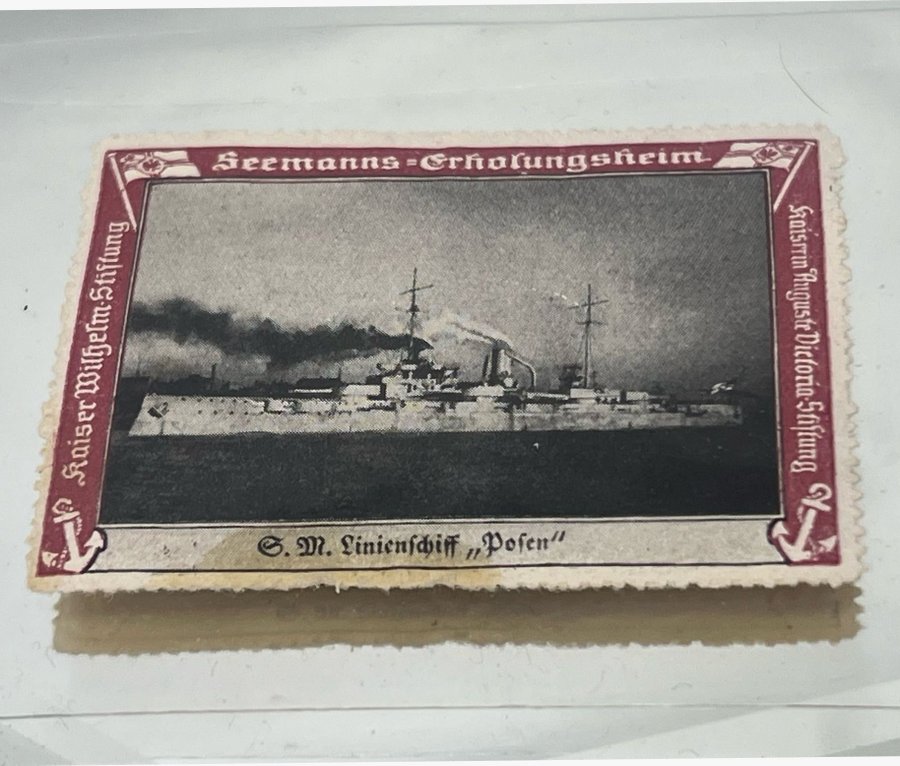 Seemanns-Erholungsheim
Kaiser Wilhelm-Stiftung
Kaiserin Auguste Victoria-Stiftung
S. M. Linienschiff „Posen“